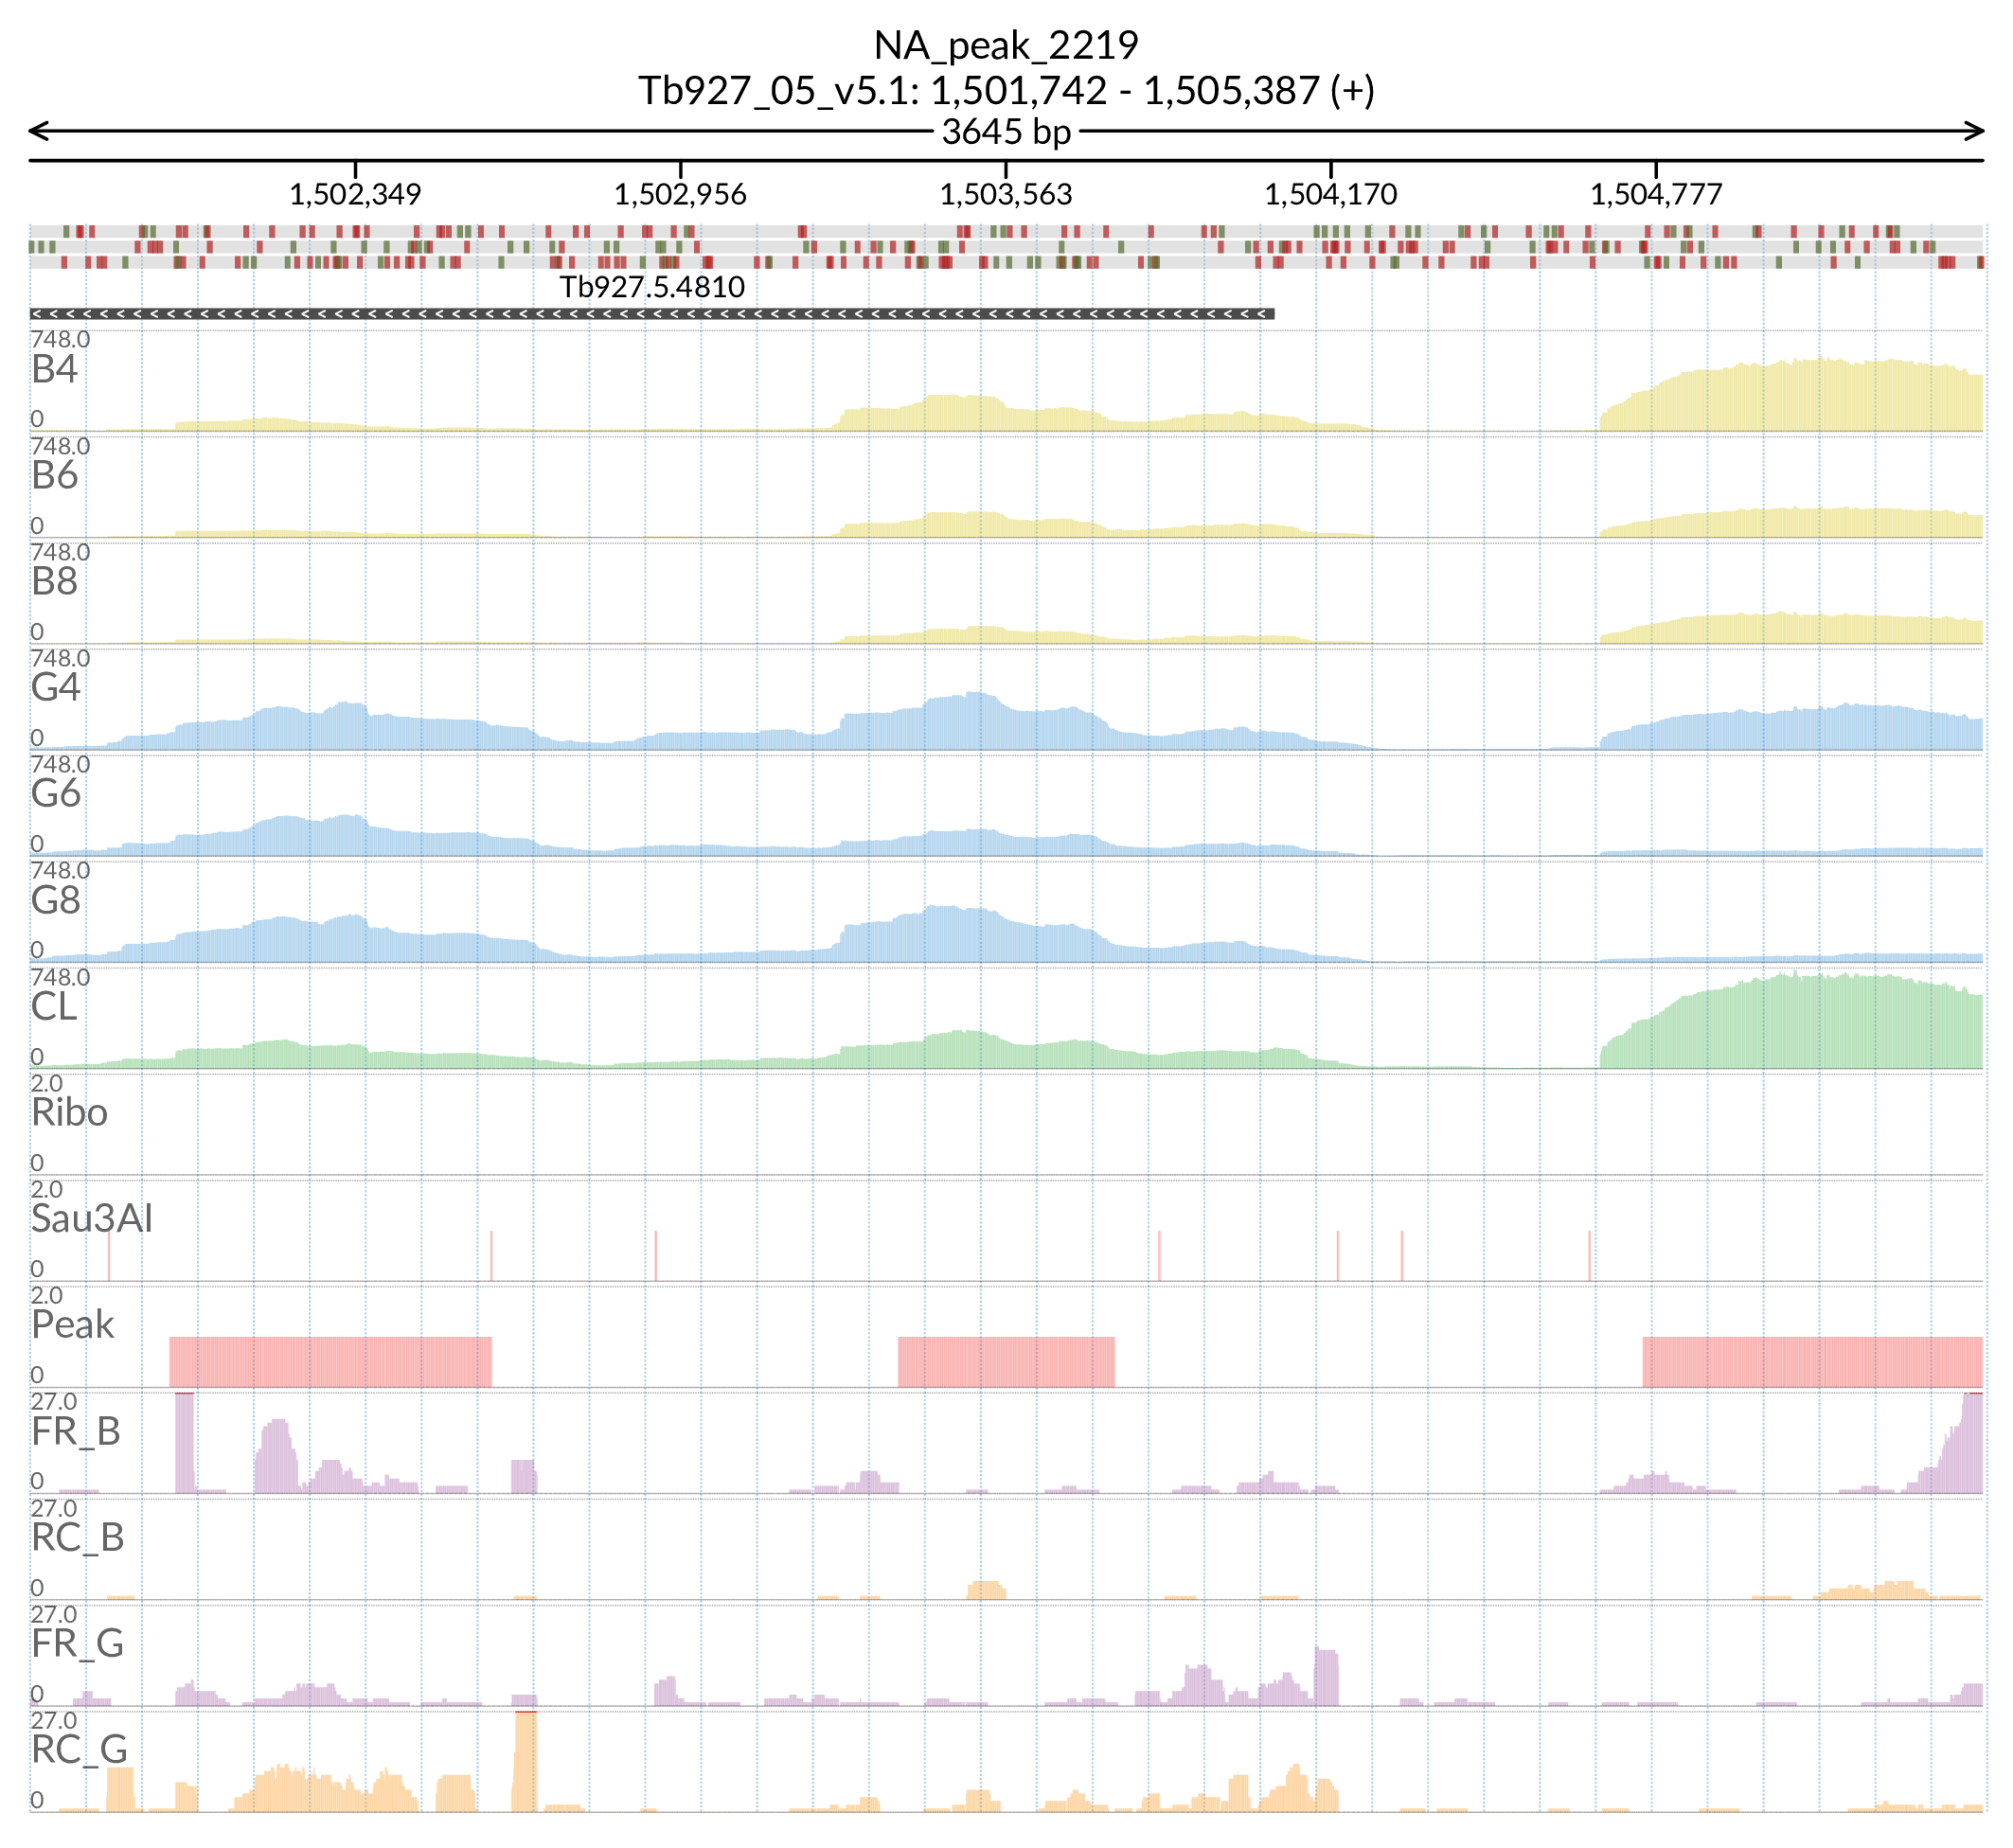 NA_peak_2219
Tb927_05_v5.1: 1,501,742 - 1,505,387 (+)
3645 bp
1,502,349 1,502,956 1,503,563 1,504,170 1,504,777
Tb927.5.4810
748.0
B4
0
748.0
B6
0
748.0
B8
0
748.0
G4
0
748.0
G6
0
748.0
G8
0
748.0
CL
0
2.0
Ribo
0
2.0
Sau3AI
0
2.0
Peak
0
27.0
FR_B
0
27.0
RC_B
0
27.0
FR_G
0
27.0
RC_G
0